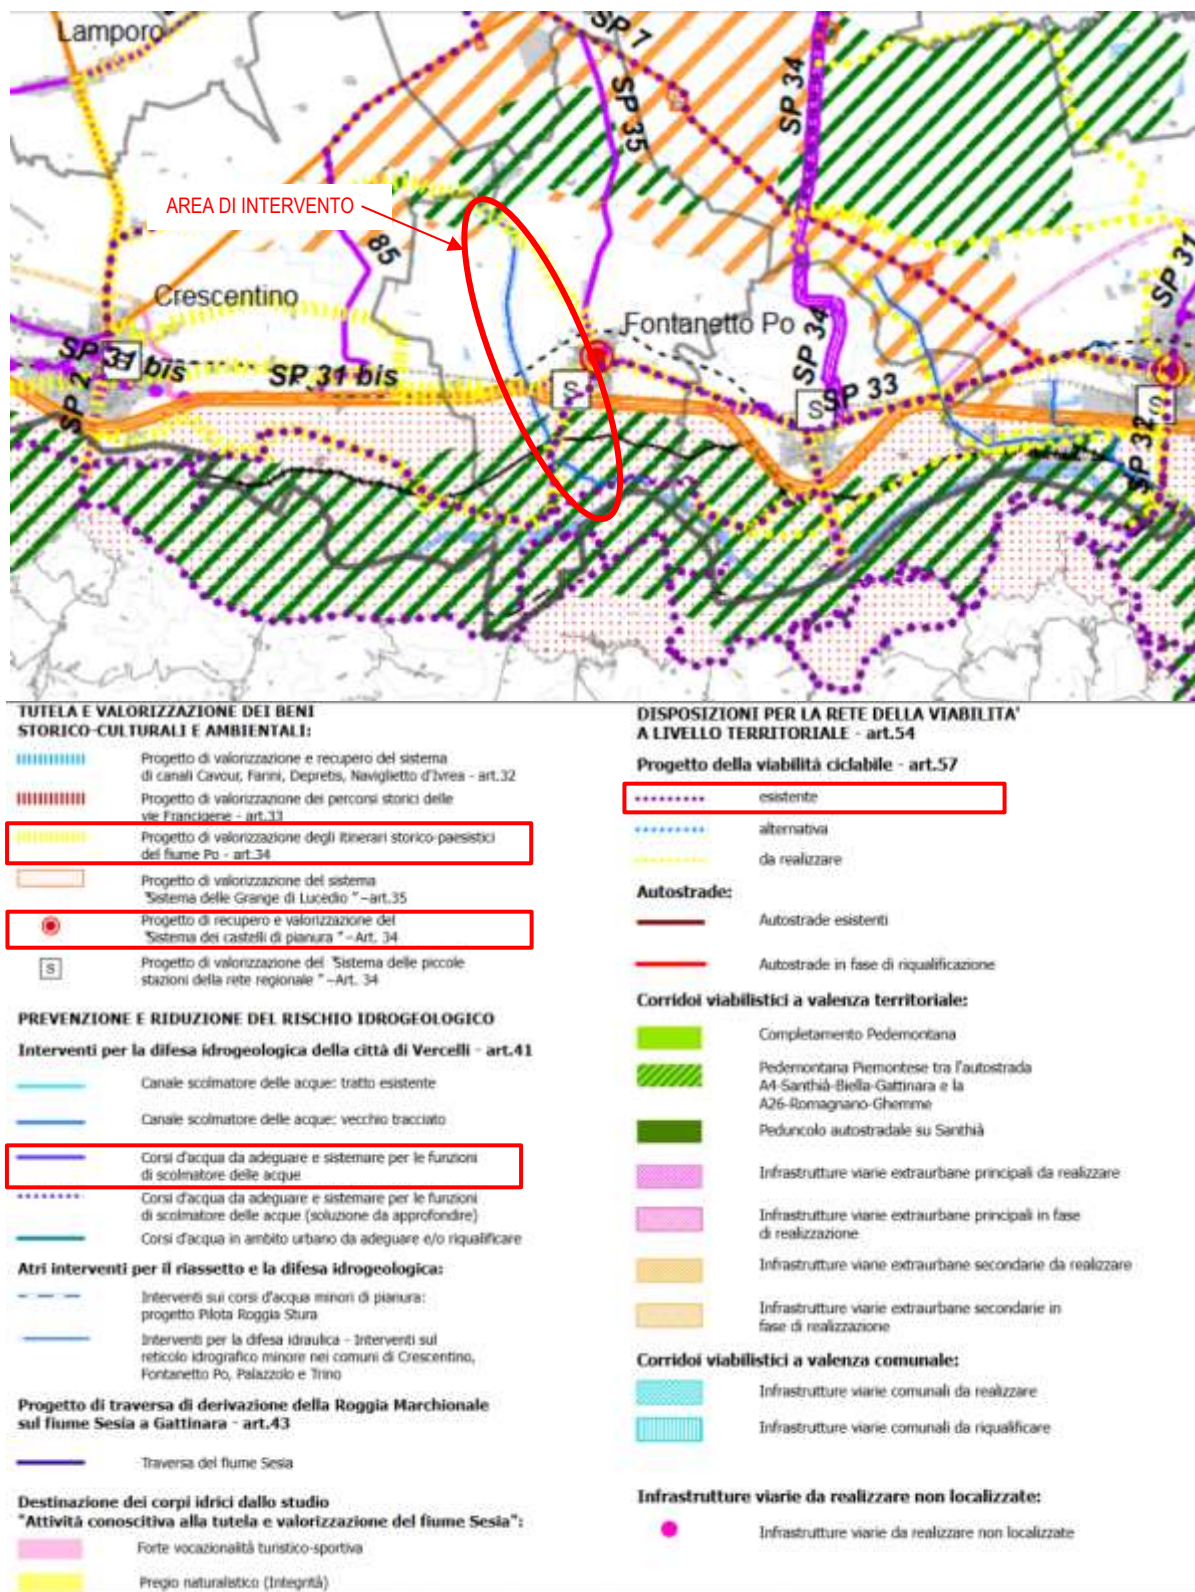 Lamporo
SP 7
SP 35
SP 34
AREA DI INTERVENTO
85
SP 31
Crescentino
Fontanetto Po
SP 34
S
SP 31 bis
SP 31 bis
S
S
SP 33
S
SP 2
SP 32
TUTELA E VALORIZZAZIONE DEI BENI
STORICO-CULTURALI E AMBIENTALI:
Progetto di valorizzazione e recupero del sistema
di canali Cavour, Farini, Depretis, Naviglietto d'Ivrea - art.32
Progetto di valorizzazione dei percorsi storici delle
vie Francigene - art.33
Progetto di valorizzazione degli itinerari storico-paesistici
del fiume Po - art.34
Progetto di valorizzazione del sistema
"Sistema delle Grange di Lucedio "–art.35
Progetto di recupero e valorizzazione del
"Sistema dei castelli di pianura "–Art. 34
S
Progetto di valorizzazione del "Sistema delle piccole
stazioni della rete regionale "–Art. 34
PREVENZIONE E RIDUZIONE DEL RISCHIO IDROGEOLOGICO
Interventi per la difesa idrogeologica della città di Vercelli - art.41
Canale scolmatore delle acque: tratto esistente
Canale scolmatore delle acque: vecchio tracciato
Corsi d'acqua da adeguare e sistemare per le funzioni
di scolmatore delle acque
Corsi d'acqua da adeguare e sistemare per le funzioni
di scolmatore delle acque (soluzione da approfondire)
Corsi d'acqua in ambito urbano da adeguare e/o riqualificare
Atri interventi per il riassetto e la difesa idrogeologica:
Interventi sui corsi d'acqua minori di pianura:
progetto Pilota Roggia Stura
Interventi per la difesa idraulica - Interventi sul
reticolo idrografico minore nei comuni di Crescentino,
Fontanetto Po, Palazzolo e Trino
Progetto di traversa di derivazione della Roggia Marchionale
sul fiume Sesia a Gattinara - art.43
Traversa del fiume Sesia
Destinazione dei corpi idrici dallo studio
"Attività conoscitiva alla tutela e valorizzazione del fiume Sesia":
Forte vocazionalità turistico-sportiva
Pregio naturalistico (Integrità)
DISPOSIZIONI PER LA RETE DELLA VIABILITA'
A LIVELLO TERRITORIALE - art.54
Progetto della viabilità ciclabile - art.57
esistente
alternativa
da realizzare
Autostrade:
Autostrade esistenti
Autostrade in fase di riqualificazione
Corridoi viabilistici a valenza territoriale:
Completamento Pedemontana
Pedemontana Piemontese tra l'autostrada
A4-Santhià-Biella-Gattinara e la
A26-Romagnano-Ghemme
Peduncolo autostradale su Santhià
Infrastrutture viarie extraurbane principali da realizzare
Infrastrutture viarie extraurbane principali in fase
di realizzazione
Infrastrutture viarie extraurbane secondarie da realizzare
Infrastrutture viarie extraurbane secondarie in
fase di realizzazione
Corridoi viabilistici a valenza comunale:
Infrastrutture viarie comunali da realizzare
Infrastrutture viarie comunali da riqualificare
Infrastrutture viarie da realizzare non localizzate:
Infrastrutture viarie da realizzare non localizzate